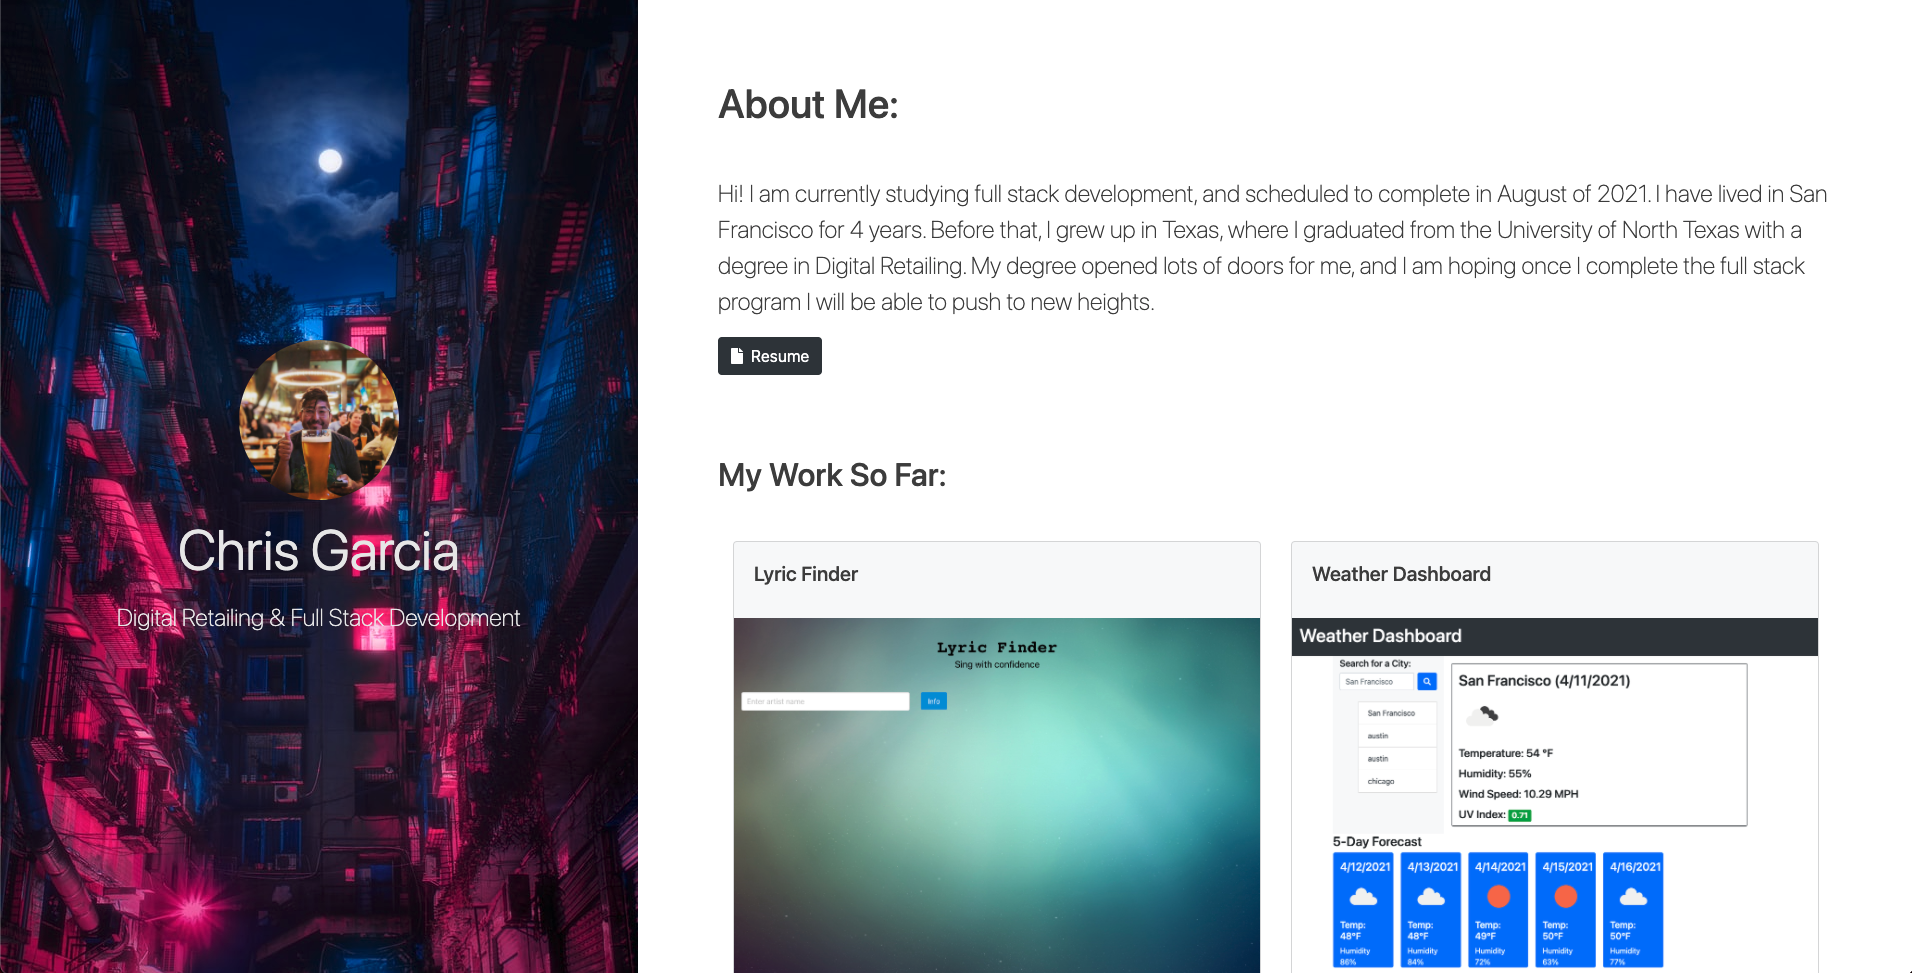 Chris Garcia
Digital Retailing & Full Stack Development
About Me:
Hi! I am currently studying full stack development, and scheduled to complete in August of 2021. I have lived in San
Francisco for 4 years. Before that, I grew up in Texas, where I graduated from the University of North Texas with a
degree in Digital Retailing. My degree opened lots of doors for me, and I am hoping once I complete the full stack
program I will be able to push to new heights.
Resume
My Work So Far:
Lyric Finder
Lyric Finder
Sing with confidence
Enter artist name
Info
Weather Dashboard
Weather Dashboard
Search for a City:
San Francisco
San Francisco
austin
austin
chicago
San Francisco (4/11/2021)
Temperature: 54 °F
Humidity: 55%
Wind Speed: 10.29 MPH
UV Index: 0.71
5-Day Forecast
4/12/2021 4/13/2021 4/14/2021 4/15/2021 4/16/2021
Temp: Temp: Temp: Temp: Temp:
48°F 48°F 49°F 50°F 50°F
Humidity Humidity Humidity Humidity Humidity
86% 84% 72% 63% 77%